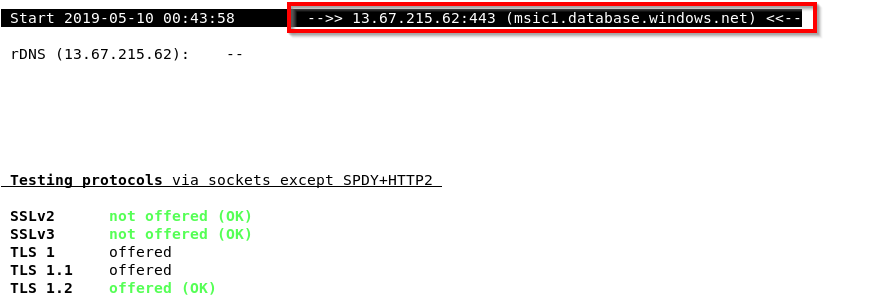 Start 2019-05-10 00:43:58 -->> 13.67.215.62:443 (msic1.database.windows.net) <<--
rDNS (13.67.215.62): --
Testing protocols via sockets except SPDY+HTTP2
SSLv2 not offered (OK)
SSLv3 not offered (OK)
TLS 1 offered
TLS 1.1 offered
TLS 1.2 offered (OK)